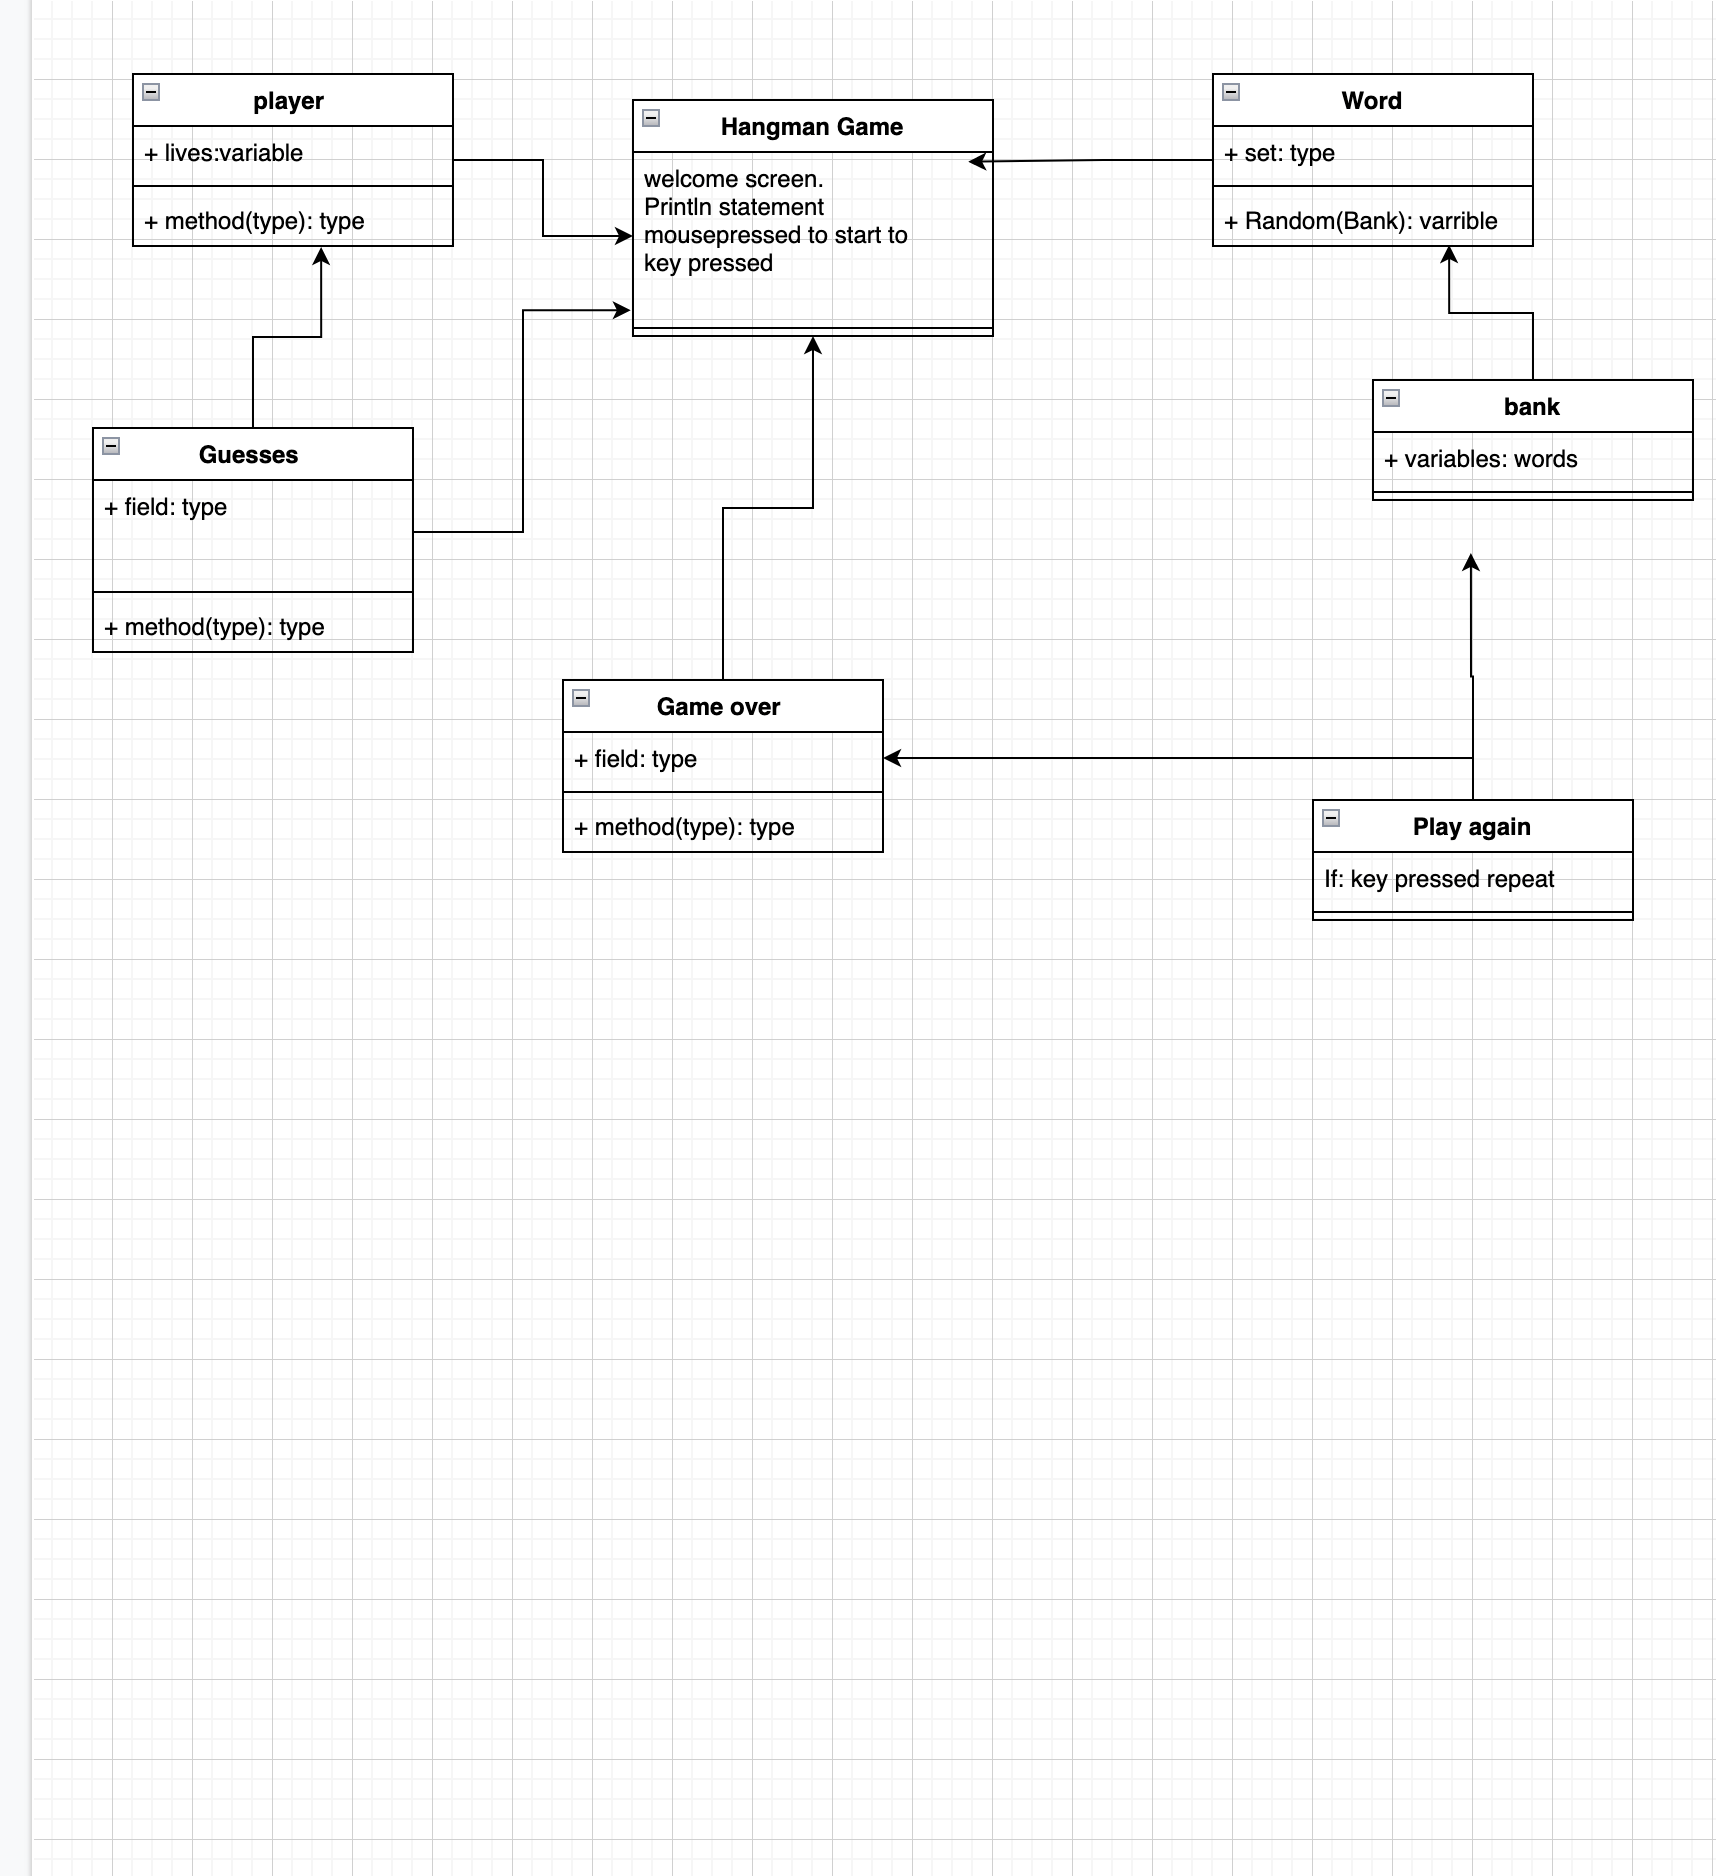 player
+ lives:variable
+ method(type): type
Hangman Game
welcome screen.
Println statement
mousepressed to start to
key pressed
Word
+ set: type
+ Random(Bank): varrible
bank
+ variables: words
Guesses
+ field: type
+ method(type): type
Game over
+ field: type
+ method(type): type
Play again
If: key pressed repeat